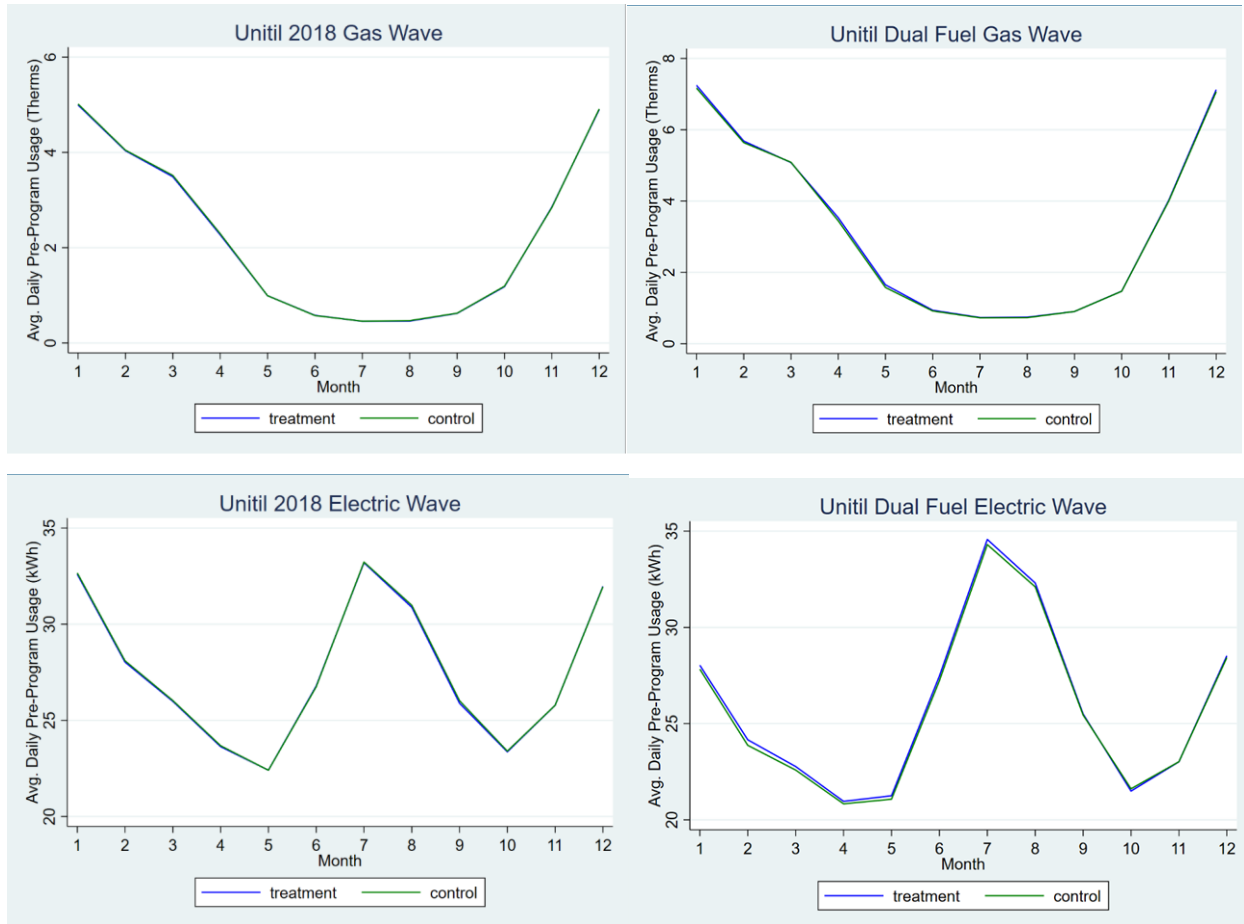 Unitil 2018 Gas Wave
Avg. Daily Pre-Program Usage (Therms)
6
4
2
0
1 2 3 4 5 6 7 8 9 10 11 12
Month
treatment control
Unitil Dual Fuel Gas Wave
Avg. Daily Pre-Program Usage (Therms)
8
6
4
2
0
1 2 3 4 5 6 7 8 9 10 11 12
Month
treatment control
Unitil 2018 Electric Wave
Avg. Daily Pre-Program Usage (kWh)
35
30
25
20
1 2 3 4 5 6 7 8 9 10 11 12
Month
treatment control
Unitil Dual Fuel Electric Wave
Avg. Daily Pre-Program Usage (kWh)
35
30
25
20
1 2 3 4 5 6 7 8 9 10 11 12
Month
treatment control